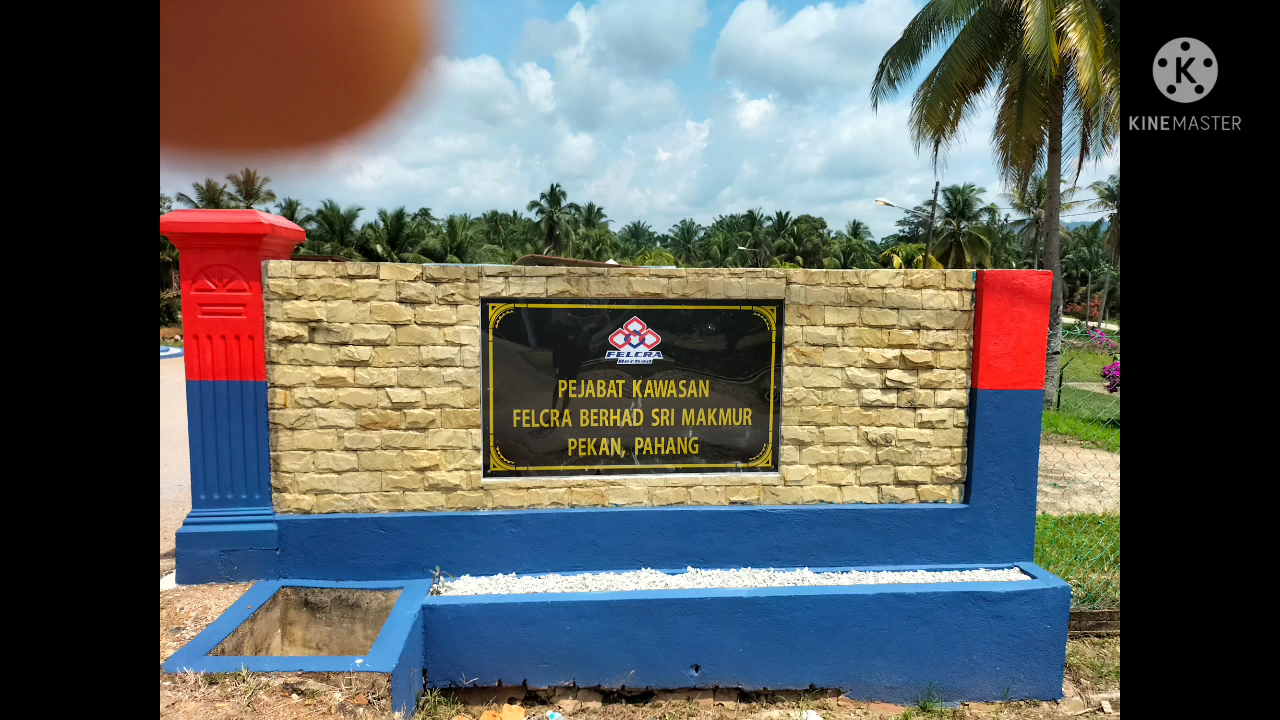 K
KINEMASTER
FELCRA
Berhad
PEJABAT KAWASAN
FELCRA BERHAD SRI MAKMUR
PEKAN, PAHANG